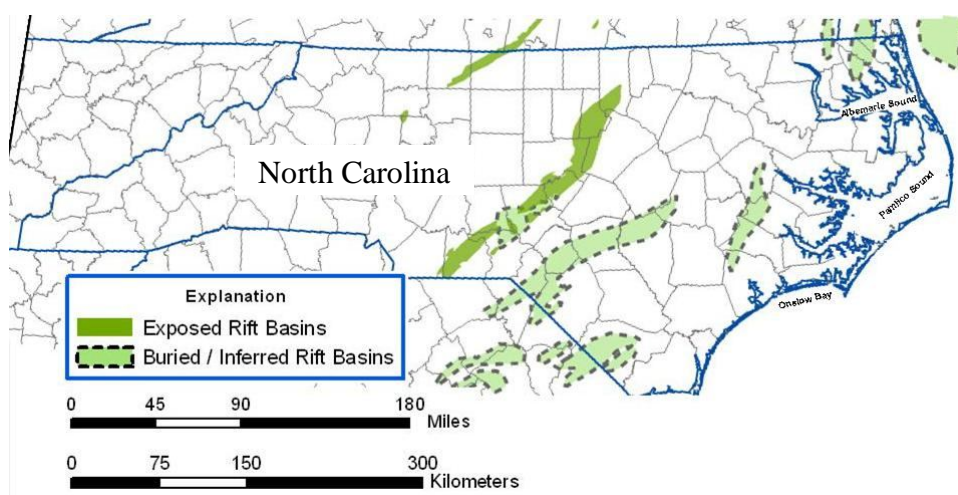 Albemarle Sound
North Carolina
Pamlico Sound
Onslow Bay
Explanation
Exposed Rift Basins
Buried / Inferred Rift Basins
0 45 90 180
Miles
0 75 150 300
Kilometers